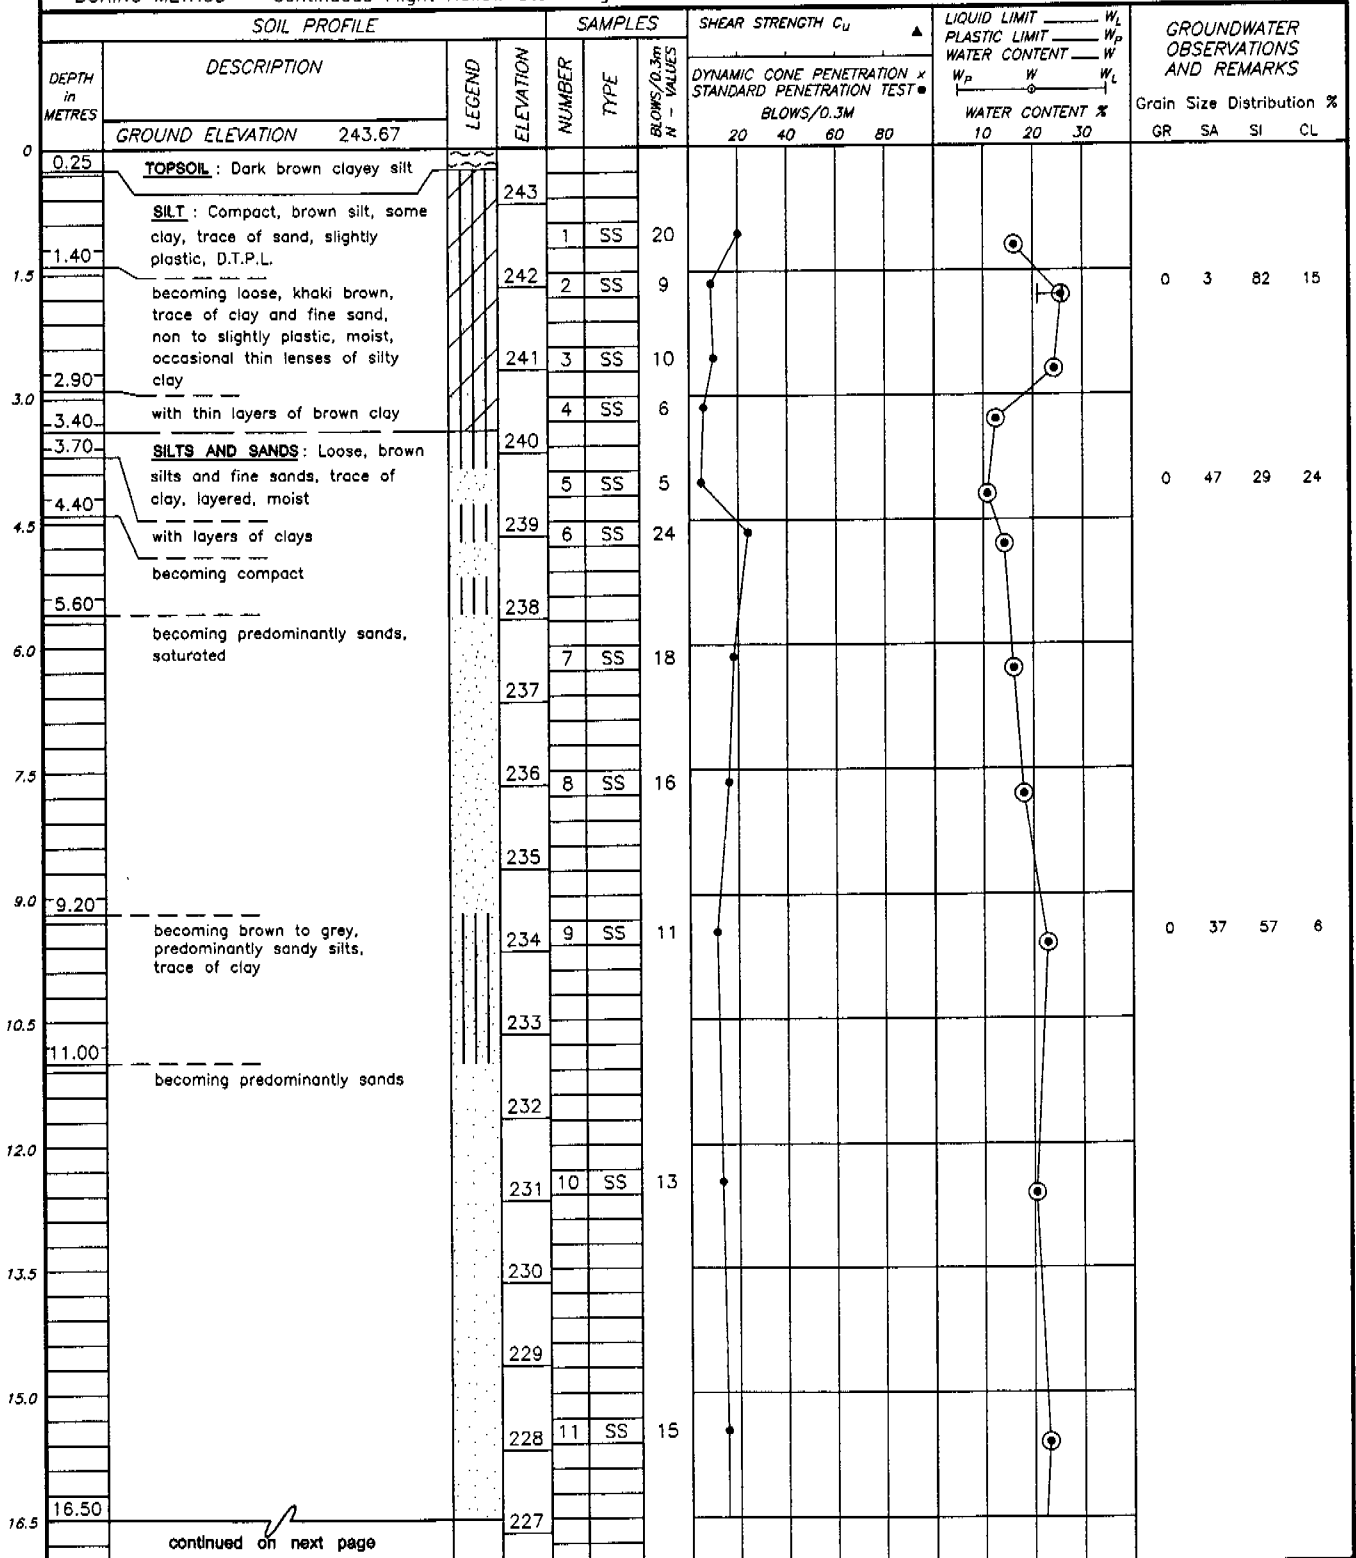 SOIL PROFILE
SAMPLES
SHEAR STRENGTH Cu ▲
LIQUID LIMIT ____ WL
PLASTIC LIMIT ____ WP
WATER CONTENT ____ W
WP W WL
GROUNDWATER
OBSERVATIONS
AND REMARKS
DEPTH
in
METRES
DESCRIPTION
LEGEND
ELEVATION
NUMBER
TYPE
BLOWS/0.3m
N - VALUES
DYNAMIC CONE PENETRATION ×
STANDARD PENETRATION TEST ●
BLOWS/0.3M
20 40 60 80
WATER CONTENT %
10 20 30
Grain Size Distribution %
GR SA SI CL
GROUND ELEVATION 243.67
0
0.25
TOPSOIL : Dark brown clayey silt
243
SILT : Compact, brown silt, some
clay, trace of sand, slightly
plastic, D.T.P.L.
1 SS 20
1.40
1.5
242
becoming loose, khaki brown,
trace of clay and fine sand,
non to slightly plastic, moist,
occasional thin lenses of silty
clay
2 SS 9
0 3 82 15
241
3 SS 10
2.90
3.0
with thin layers of brown clay
4 SS 6
3.40
240
3.70
SILTS AND SANDS : Loose, brown
silts and fine sands, trace of
clay, layered, moist
5 SS 5
0 47 29 24
4.40
4.5
239
with layers of clays
6 SS 24
becoming compact
5.60
238
becoming predominantly sands,
saturated
6.0
7 SS 18
237
7.5
236
8 SS 16
235
9.0
9.20
becoming brown to grey,
predominantly sandy silts,
trace of clay
234
9 SS 11
0 37 57 6
10.5
233
11.00
becoming predominantly sands
232
12.0
231
10 SS 13
13.5
230
229
15.0
228
11 SS 15
16.50
16.5
227
continued on next page